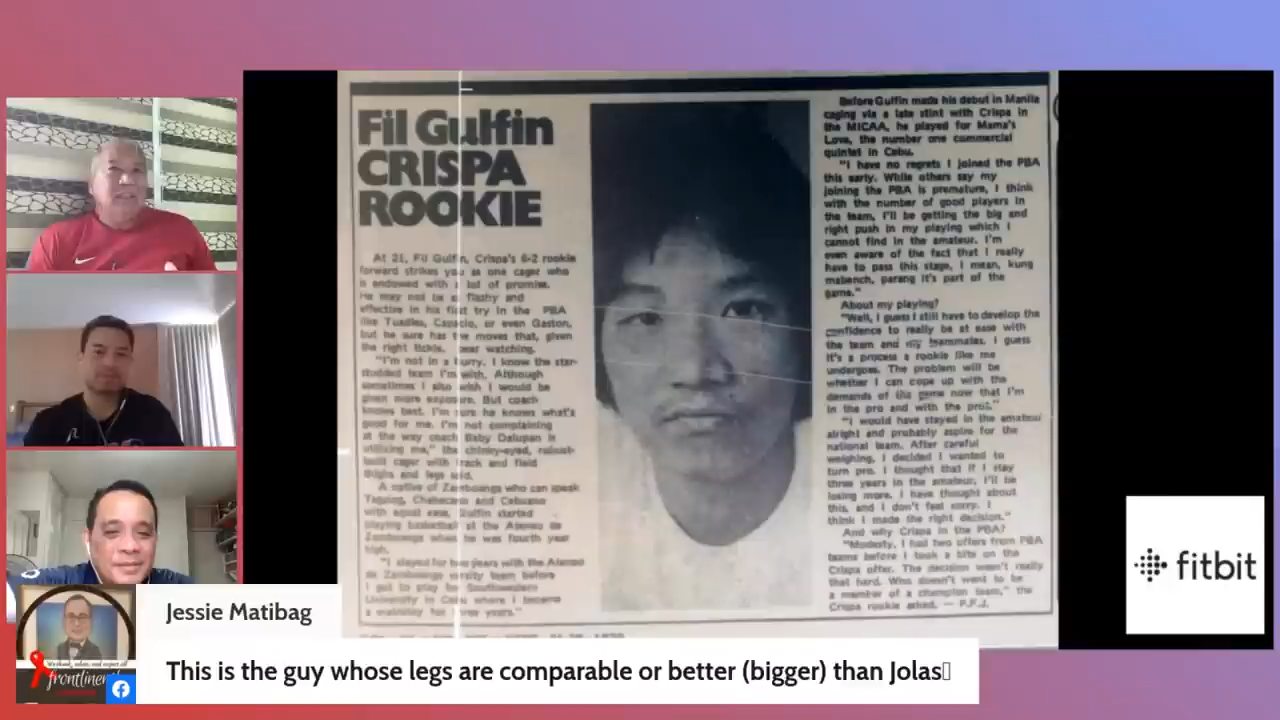 Fil Gulfin
CRISPA
ROOKIE
At 21, Fil Gulfin, Crispa's 6-2 rookie
forward strikes you as one cager who
is endowed with a lot of promise.
He may not be as flashy and
effective in his first try in the PBA
like Tuadles, Capacio, or even Gaston,
but he sure has the moves that, given
the right tickle, bear watching.
"I'm not in a hurry. I know the star-
studded team I'm with. Although
sometimes I also wish I would be
given more exposure. But coach
knows best. I'm sure he knows what's
good for me. I'm not complaining
at the way coach Baby Dalupan is
utilizing me," the chinky-eyed, robust-
built cager with track and field
thighs and legs said.
A native of Zamboanga who can speak
Tagalog, Chabacano and Cebuano
with equal ease, Gulfin started
playing basketball at the Ateneo de
Zamboanga when he was fourth year
high.
"I stayed for two years with the Ateneo
de Zamboanga varsity team before
I got to play for Southwestern
University in Cebu where I became
a mainstay for three years."
Before Gulfin made his debut in Manila
caging via a late stint with Crispa in
the MICAA, he played for Mama's
Love, the number one commercial
quintet in Cebu.
"I have no regrets I joined the PBA
this early. While others say my
joining the PBA is premature, I think
with the number of good players in
the team, I'll be getting the big and
right push in my playing which I
cannot find in the amateur. I'm
even aware of the fact that I really
have to pass this stage, I mean, kung
mabench, parang it's part of the
game."
About my playing?
"Well, I guess I still have to develop the
confidence to really be at ease with
the team and my teammates. I guess
it's a process a rookie like me
undergoes. The problem will be
whether I can cope up with the
demands of the game now that I'm
in the pro and with the pros."
"I would have stayed in the amateur
alright and probably aspire for the
national team. After careful
weighing, I decided I wanted to
turn pro. I thought that if I stay
three years in the amateur, I'll be
losing more. I have thought about
this, and I don't feel sorry. I
think I made the right decision."
And why Crispa in the PBA?
"Modesty, I had two offers from PBA
teams before I took a bite on the
Crispa offer. The decision wasn't really
that hard. Who doesn't want to be
a member of a champion team," the
Crispa rookie asked. — P.F.J.
fitbit
frontliner
Jessie Matibag
This is the guy whose legs are comparable or better (bigger) than Jolas